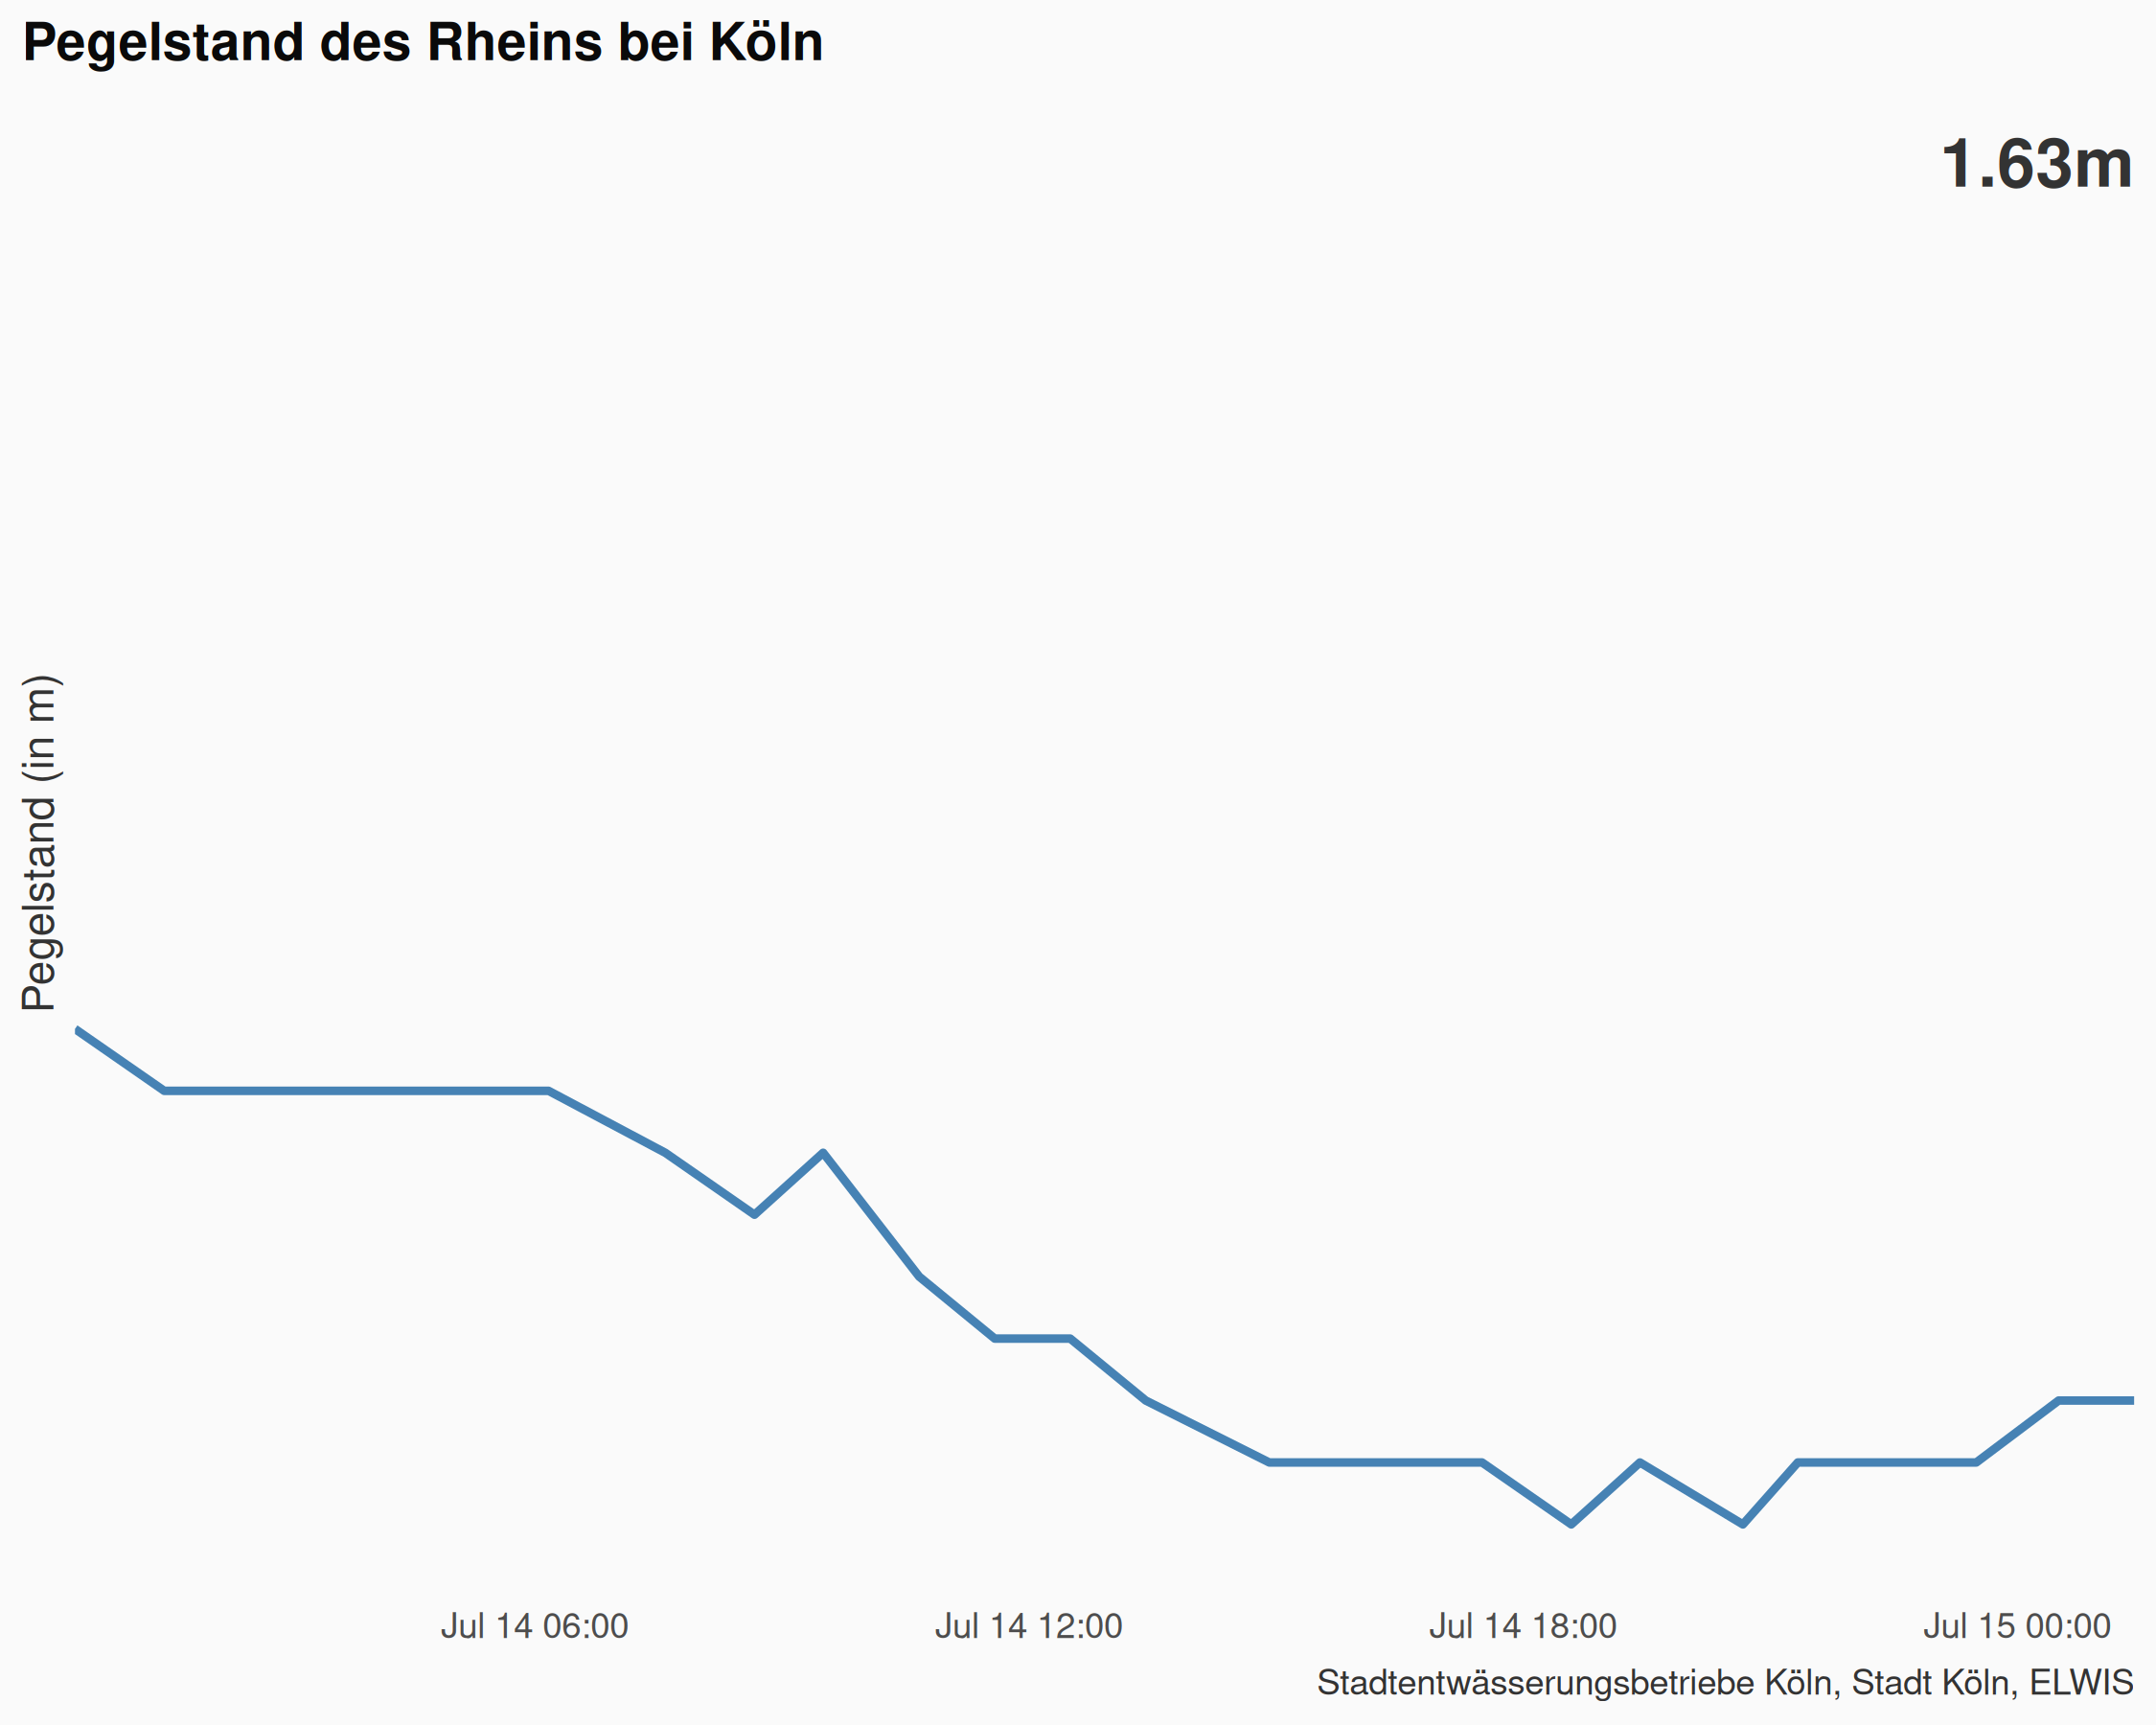 Pegelstand des Rheins bei Köln
1.63m
Pegelstand (in m)
Jul 14 06:00
Jul 14 12:00
Jul 14 18:00
Jul 15 00:00
Stadtentwässerungsbetriebe Köln, Stadt Köln, ELWIS